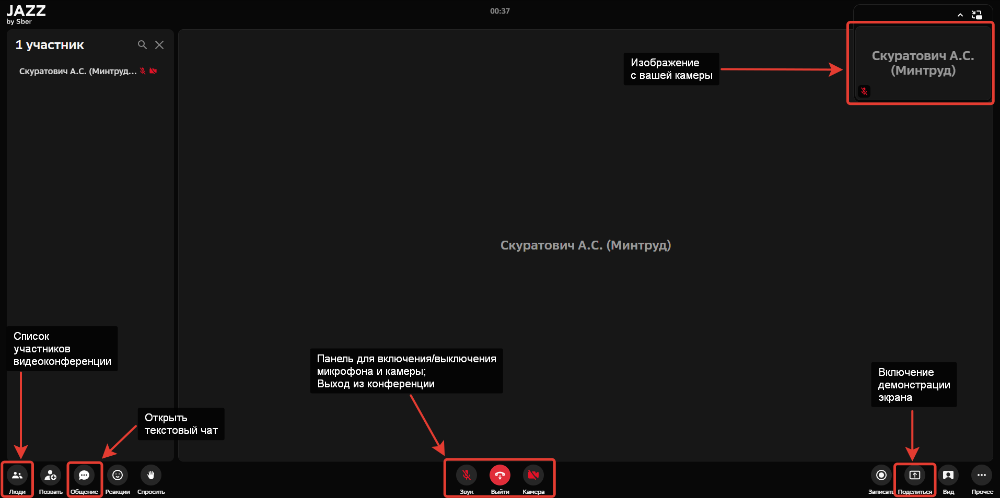 JAZZ
by Sber
00:37
1 участник
Скуратович А.С. (Минтруд...
Изображение
с вашей камеры
Скуратович А.С.
(Минтруд)
Скуратович А.С. (Минтруд)
Список
участников
видеоконференции
Панель для включения/выключения
микрофона и камеры;
Выход из конференции
Включение
демонстрации
экрана
Открыть
текстовый чат
Люди
Позвать
Общение
Реакции
Спросить
Звук
Выйти
Камера
Записать
Поделиться
Вид
Прочее